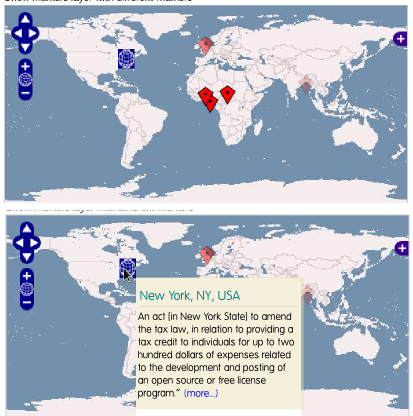 New York, NY, USA
An act [in New York State] to amend
the tax law, in relation to providing a
tax credit to individuals for up to two
hundred dollars of expenses related
to the development and posting of
an open source or free license
program.” (more...)